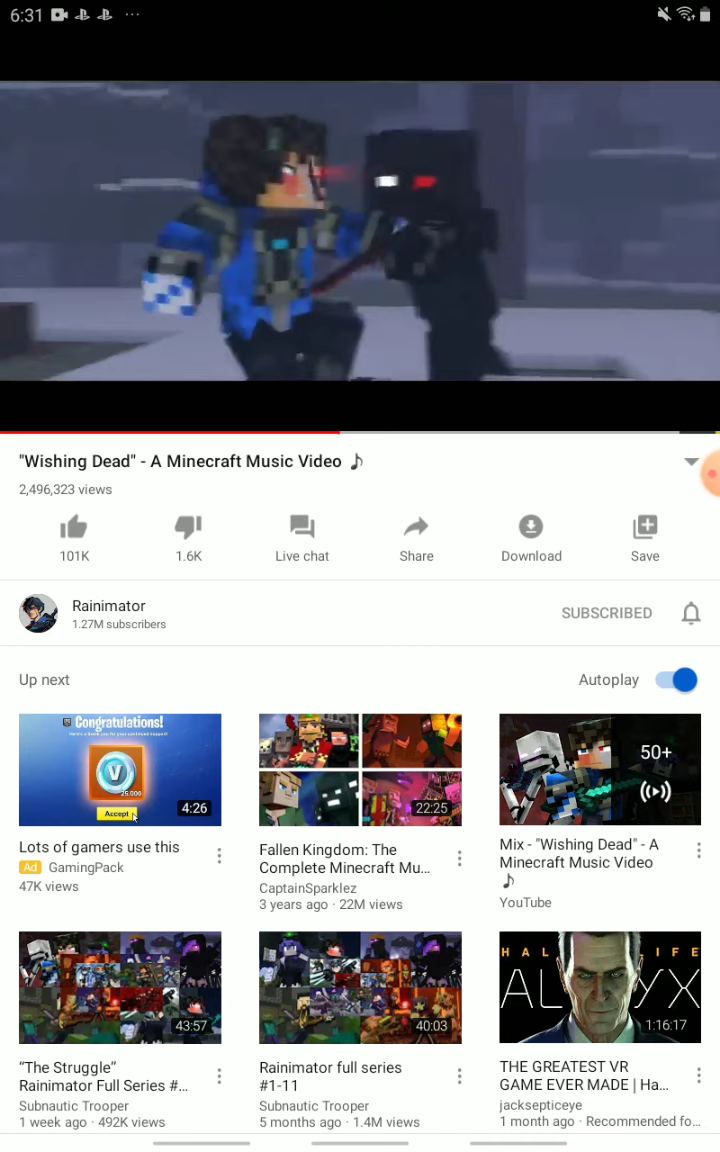 6:31
"Wishing Dead" - A Minecraft Music Video ♪
2,496,323 views
101K
1.6K
Live chat
Share
Download
Save
Rainimator
1.27M subscribers
SUBSCRIBED
Up next
Autoplay
Congratulations!
25,000
Accept
4:26
Lots of gamers use this
Ad GamingPack
47K views
22:25
Fallen Kingdom: The
Complete Minecraft Mu...
CaptainSparklez
3 years ago · 22M views
50+
Mix - "Wishing Dead" - A
Minecraft Music Video
♪
YouTube
43:57
“The Struggle”
Rainimator Full Series #...
Subnautic Trooper
1 week ago · 492K views
40:03
Rainimator full series
#1-11
Subnautic Trooper
5 months ago · 1.4M views
HAL IFE
ALYX
1:16:17
THE GREATEST VR
GAME EVER MADE | Ha...
jacksepticeye
1 month ago · Recommended fo...